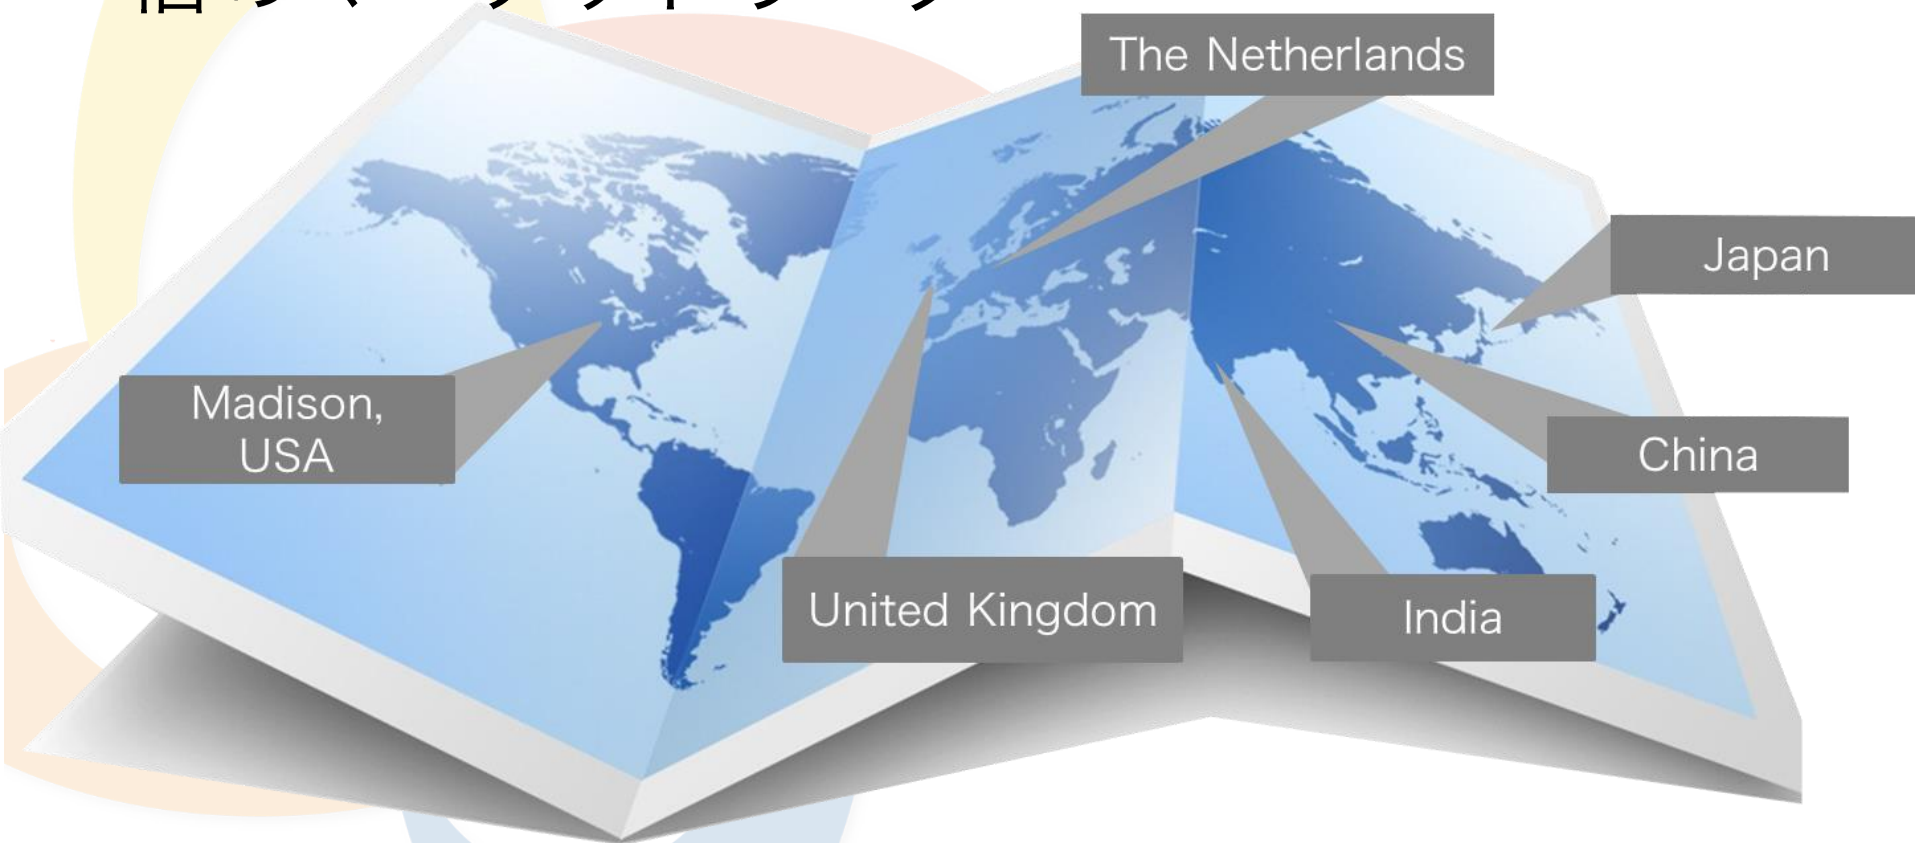 The Netherlands
Japan
Madison,
USA
China
United Kingdom
India